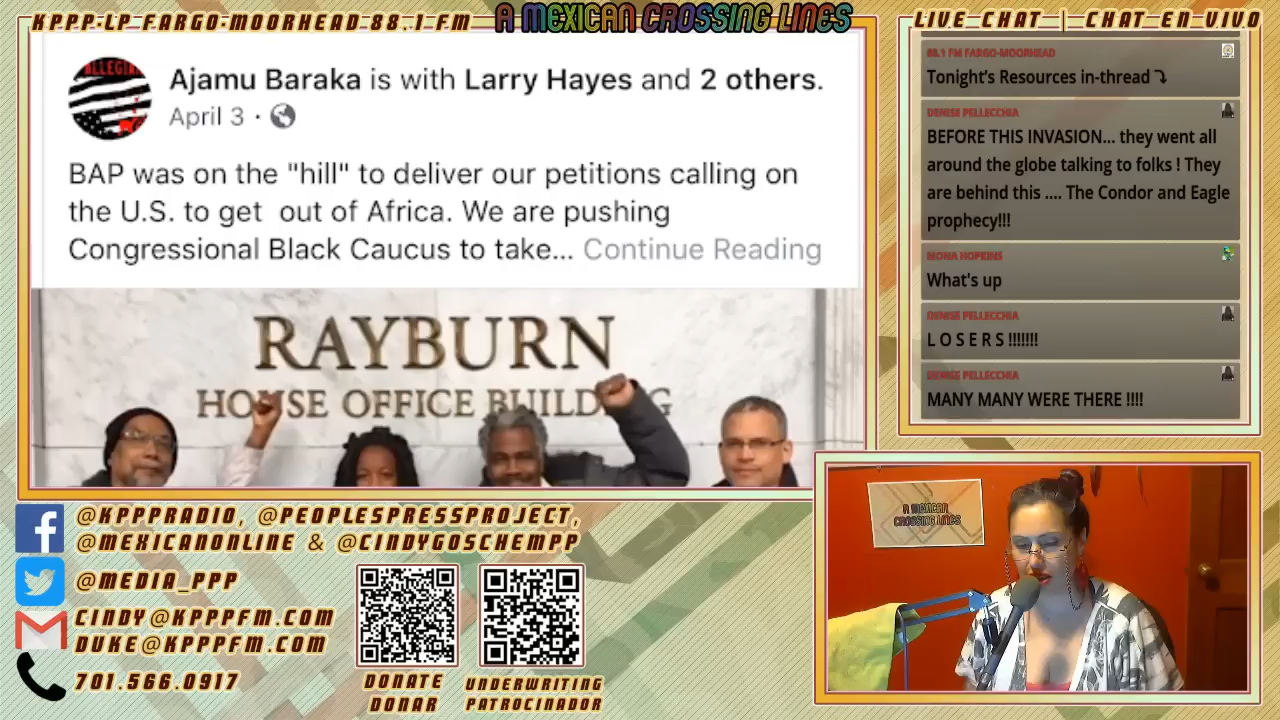 KPPP-LP FARGO-MOORHEAD 88.1 FM
A MEXICAN CROSSING LINES
LIVE CHAT | CHAT EN VIVO
ALLEGIA
Ajamu Baraka is with Larry Hayes and 2 others.
April 3 ·
BAP was on the "hill" to deliver our petitions calling on
the U.S. to get out of Africa. We are pushing
Congressional Black Caucus to take... Continue Reading
RAYBURN
HOUSE OFFICE BUILDING
88.1 FM FARGO-MOORHEAD
Tonight's Resources in-thread ⤵
DENISE PELLECCHIA
BEFORE THIS INVASION... they went all
around the globe talking to folks ! They
are behind this .... The Condor and Eagle
prophecy!!!
MONA HOPKINS
What's up
DENISE PELLECCHIA
L O S E R S !!!!!!!
DENISE PELLECCHIA
MANY MANY WERE THERE !!!!
A MEXICAN
CROSSING LINES
@KPPPRADIO, @PEOPLESPRESSPROJECT,
@MEXICANONLINE & @CINDYGOSCHEMPP
@MEDIA_PPP
CINDY@KPPPFM.COM
DUKE@KPPPFM.COM
701.566.0917
DONATE
DONAR
UNDERWRITING
PATROCINADOR